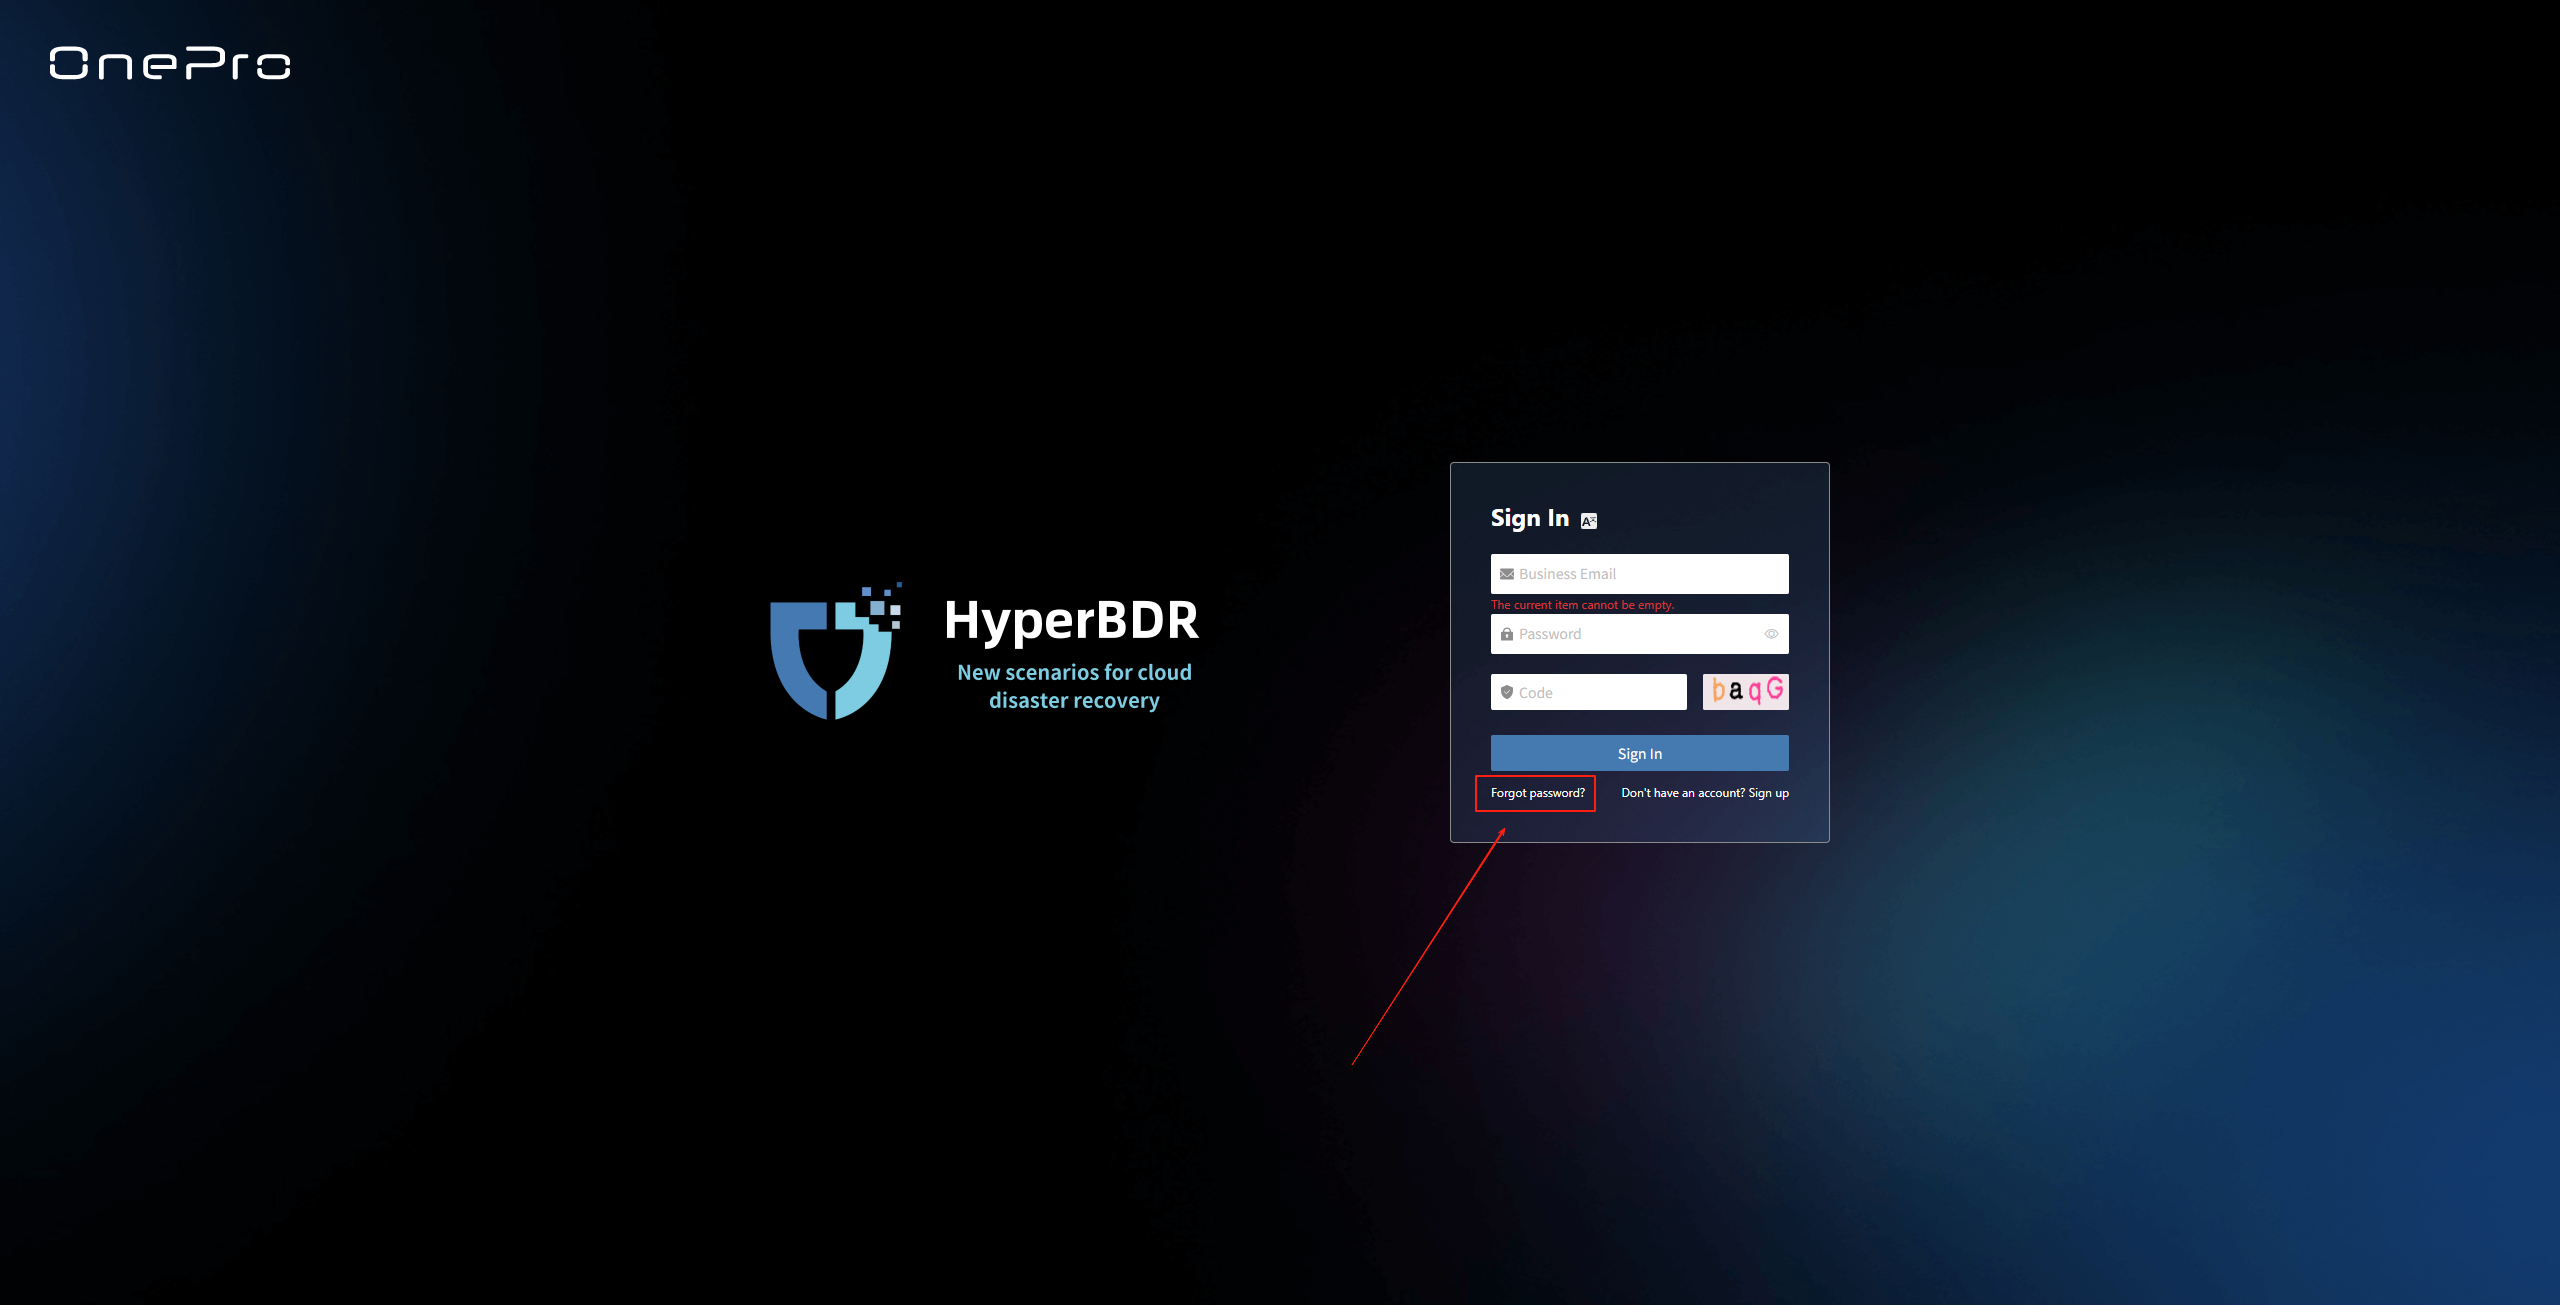 OnePro
HyperBDR
New scenarios for cloud
disaster recovery
Sign In
Business Email
The current item cannot be empty.
Password
Code
baqG
Sign In
Forgot password?
Don't have an account? Sign up